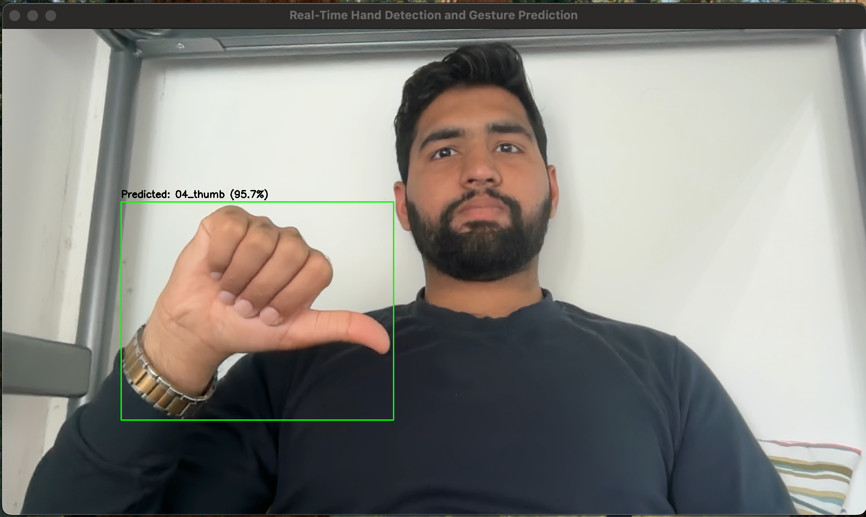 Real-Time Hand Detection and Gesture Prediction
Predicted: 04_thumb (95.7%)